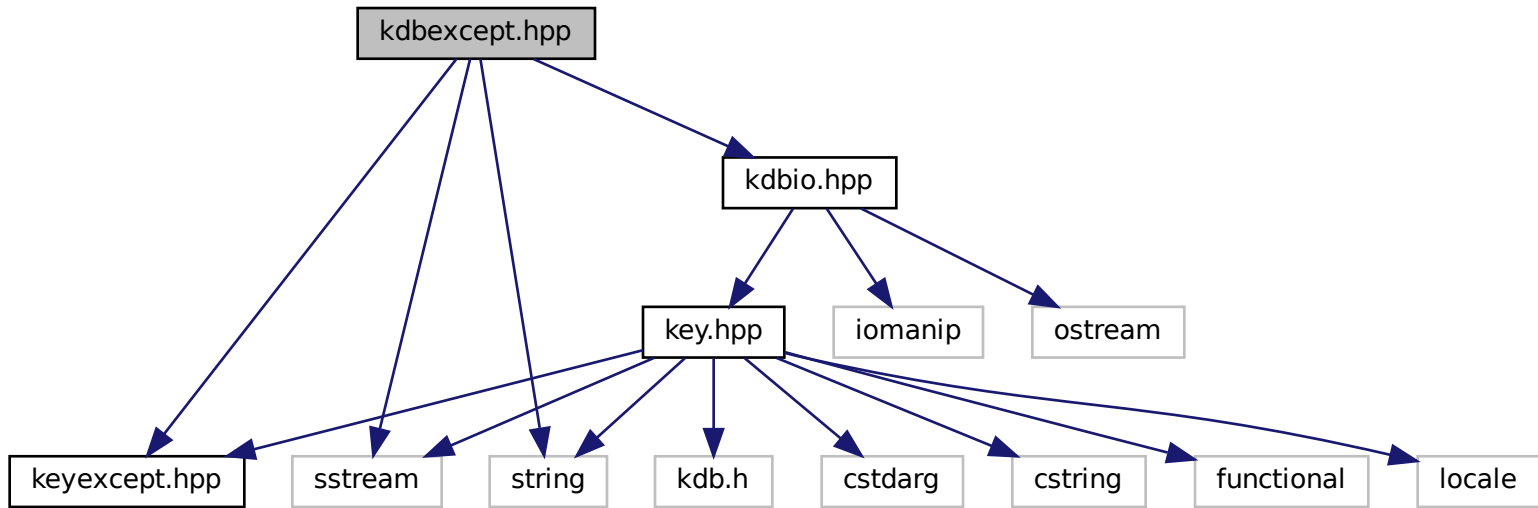 kdbexcept.hpp
kdbio.hpp
key.hpp
iomanip
ostream
keyexcept.hpp
sstream
string
kdb.h
cstdarg
cstring
functional
locale